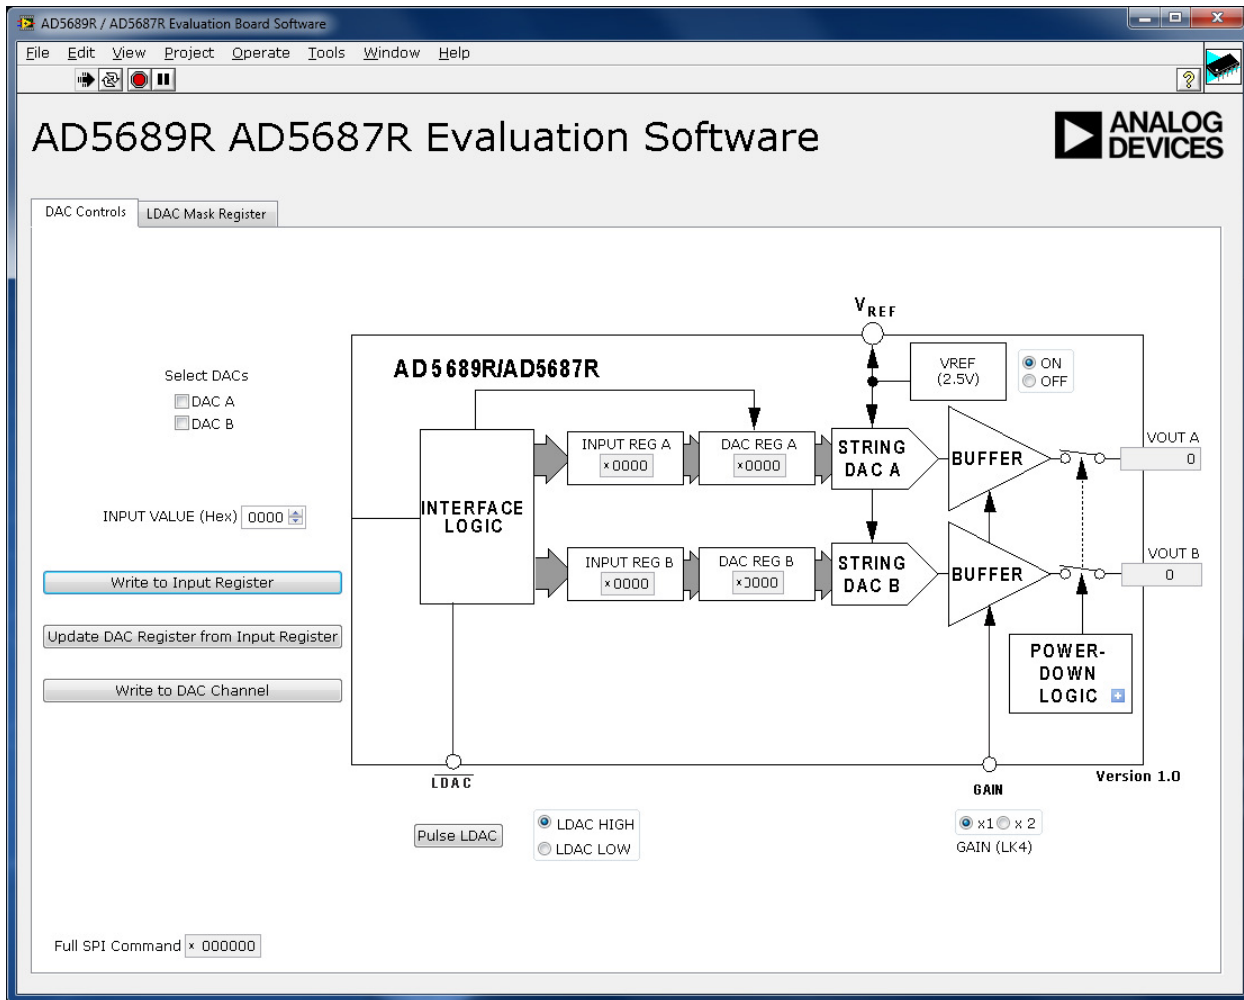 AD5689R / AD5687R Evaluation Board Software
File Edit View Project Operate Tools Window Help
AD5689R AD5687R Evaluation Software
ANALOG
DEVICES
DAC Controls
LDAC Mask Register
Select DACs
DAC A
DAC B
INPUT VALUE (Hex) 0000
Write to Input Register
Update DAC Register from Input Register
Write to DAC Channel
AD5689R/AD5687R
VREF
VREF
(2.5V)
ON
OFF
INTERFACE
LOGIC
INPUT REG A
x 0000
DAC REG A
x 0000
STRING
DAC A
BUFFER
VOUT A
0
INPUT REG B
x 0000
DAC REG B
x 0000
STRING
DAC B
BUFFER
VOUT B
0
POWER-
DOWN
LOGIC
LDAC
GAIN
Version 1.0
Pulse LDAC
LDAC HIGH
LDAC LOW
x1 x 2
GAIN (LK4)
Full SPI Command x 000000